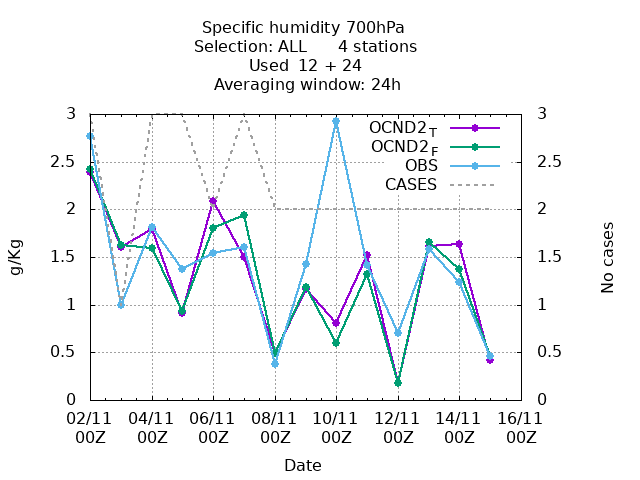 Specific humidity 700hPa
Selection: ALL 4 stations
Used 12 + 24
Averaging window: 24h
OCND2T
OCND2F
OBS
CASES
3 3
2.5 2.5
2 2
1.5 1.5
1 1
0.5 0.5
0 0
g/Kg
No cases
02/11 04/11 06/11 08/11 10/11 12/11 14/11 16/11
00Z 00Z 00Z 00Z 00Z 00Z 00Z 00Z
Date